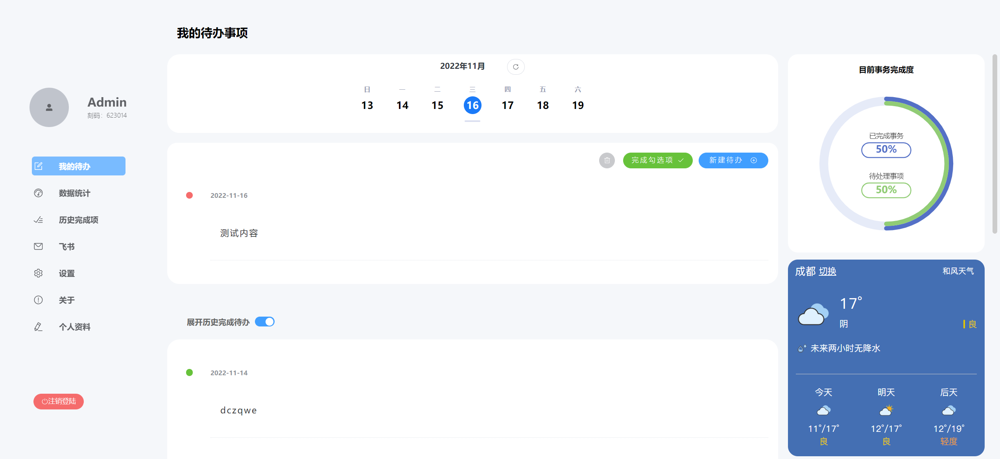 我的待办事项
Admin
刻码：623014
我的待办
数据统计
历史完成项
飞书
设置
关于
个人资料
注销登陆
2022年11月
日 一 二 三 四 五 六
13 14 15 16 17 18 19
完成勾选项 新建待办
2022-11-16
测试内容
展开历史完成待办
2022-11-14
dczqwe
目前事务完成度
已完成事务
50%
待处理事项
50%
成都 切换 和风天气
17°
阴 良
未来两小时无降水
今天 明天 后天
11°/17° 12°/17° 12°/19°
良 良 轻度